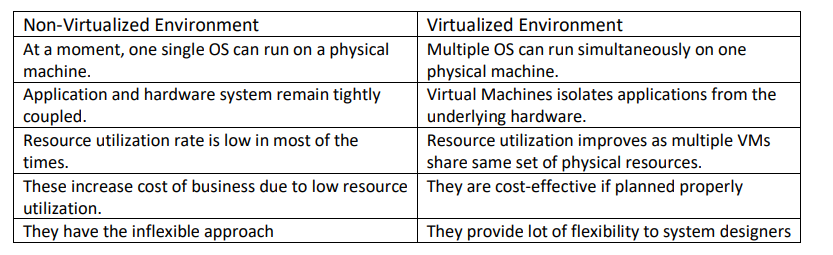 Non-Virtualized Environment
Virtualized Environment
At a moment, one single OS can run on a physical
machine.
Multiple OS can run simultaneously on one
physical machine.
Application and hardware system remain tightly
coupled.
Virtual Machines isolates applications from the
underlying hardware.
Resource utilization rate is low in most of the
times.
Resource utilization improves as multiple VMs
share same set of physical resources.
These increase cost of business due to low resource
utilization.
They are cost-effective if planned properly
They have the inflexible approach
They provide lot of flexibility to system designers